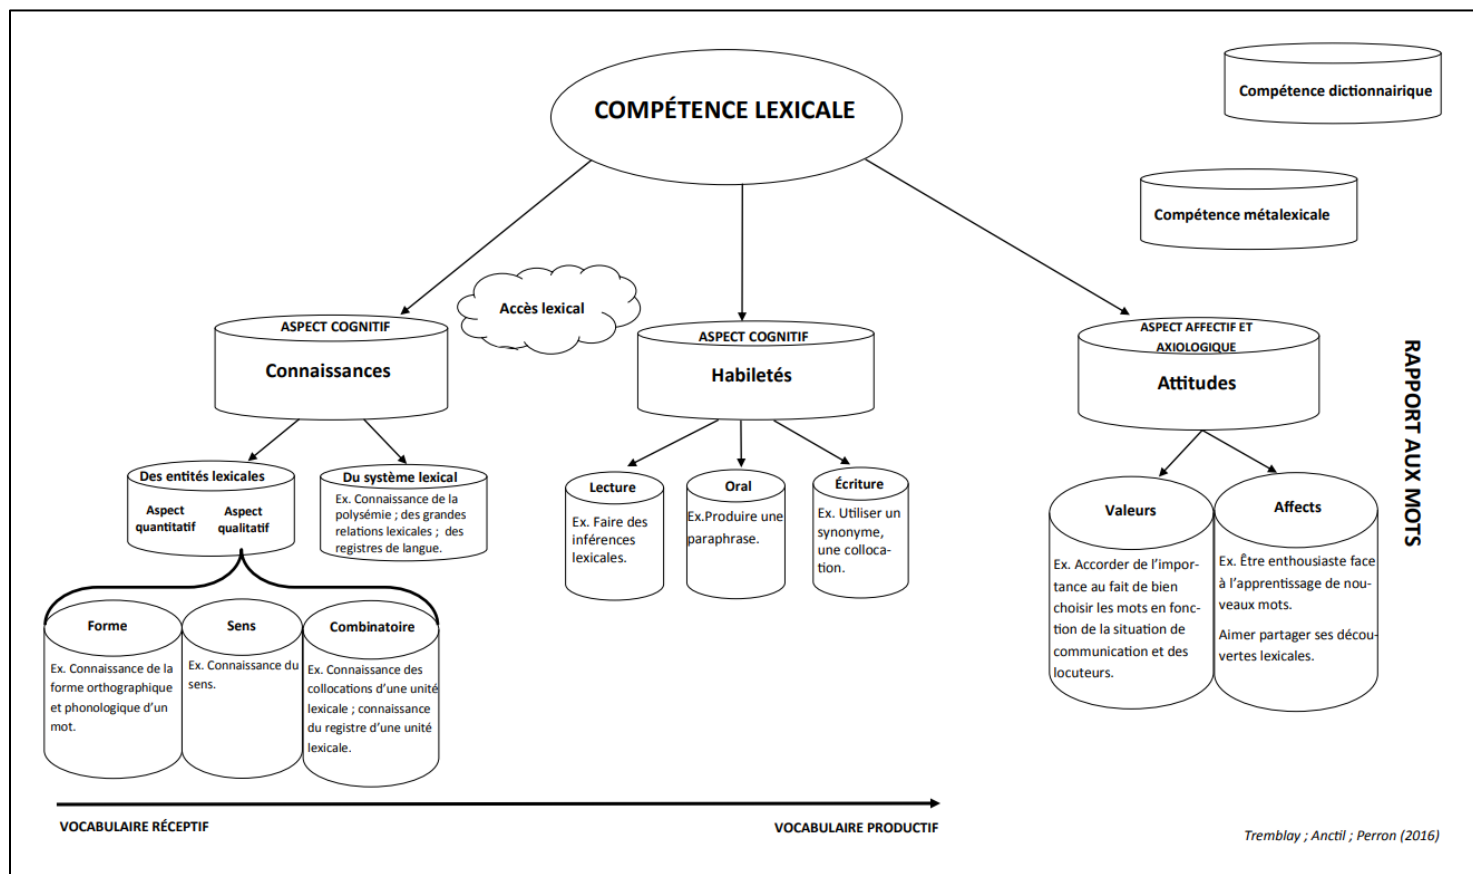 COMPÉTENCE LEXICALE
Compétence dictionnairique
Compétence métalexicale
Accès lexical
ASPECT COGNITIF
Connaissances
ASPECT COGNITIF
Habiletés
ASPECT AFFECTIF ET
AXIOLOGIQUE
Attitudes
RAPPORT AUX MOTS
Des entités lexicales
Aspect
quantitatif
Aspect
qualitatif
Du système lexical
Ex. Connaissance de la
polysémie ; des grandes
relations lexicales ; des
registres de langue.
Lecture
Ex. Faire des
inférences
lexicales.
Oral
Ex.Produire une
paraphrase.
Écriture
Ex. Utiliser un
synonyme,
une colloca-
tion.
Valeurs
Ex. Accorder de l’impor-
tance au fait de bien
choisir les mots en fonc-
tion de la situation de
communication et des
locuteurs.
Affects
Ex. Être enthousiaste face
à l’apprentissage de nou-
veaux mots.
Aimer partager ses décou-
vertes lexicales.
Forme
Ex. Connaissance de la
forme orthographique
et phonologique d’un
mot.
Sens
Ex. Connaissance du
sens.
Combinatoire
Ex. Connaissance des
collocations d’une unité
lexicale ; connaissance
du registre d’une unité
lexicale.
VOCABULAIRE RÉCEPTIF
VOCABULAIRE PRODUCTIF
Tremblay ; Anctil ; Perron (2016)